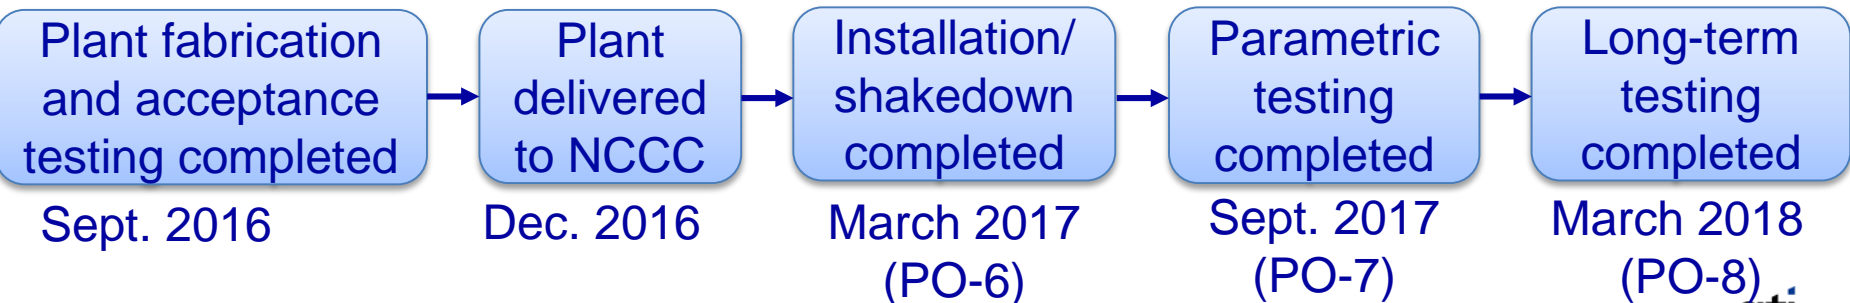 Plant fabrication
and acceptance
testing completed
Sept. 2016
Plant
delivered
to NCCC
Dec. 2016
Installation/
shakedown
completed
March 2017
(PO-6)
Parametric
testing
completed
Sept. 2017
(PO-7)
Long-term
testing
completed
March 2018
(PO-8)